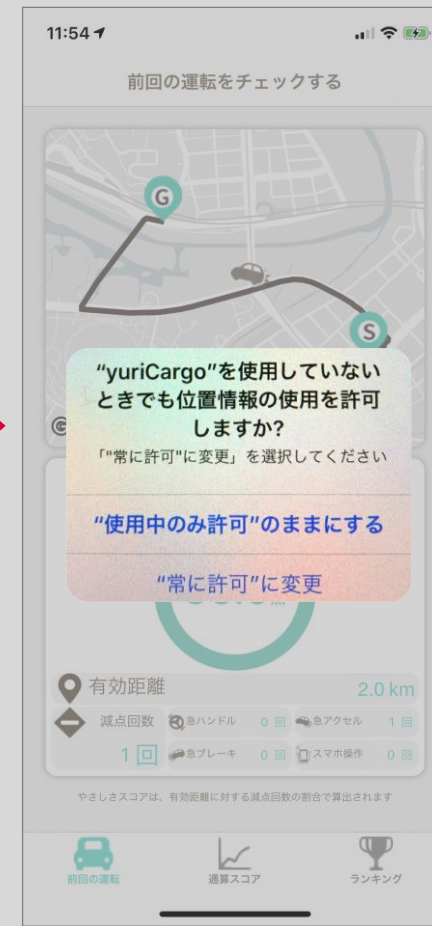 11:54
前回の運転をチェックする
G
S
"yuriCargo"を使用していない
ときでも位置情報の使用を許可
しますか?
「"常に許可"に変更」を選択してください
"使用中のみ許可"のままにする
"常に許可"に変更
有効距離 2.0 km
減点回数 急ハンドル 0 回 急アクセル 1 回
1 回 急ブレーキ 0 回 スマホ操作 0 回
やさしさスコアは、有効距離に対する減点回数の割合で算出されます
前回の運転 通算スコア ランキング